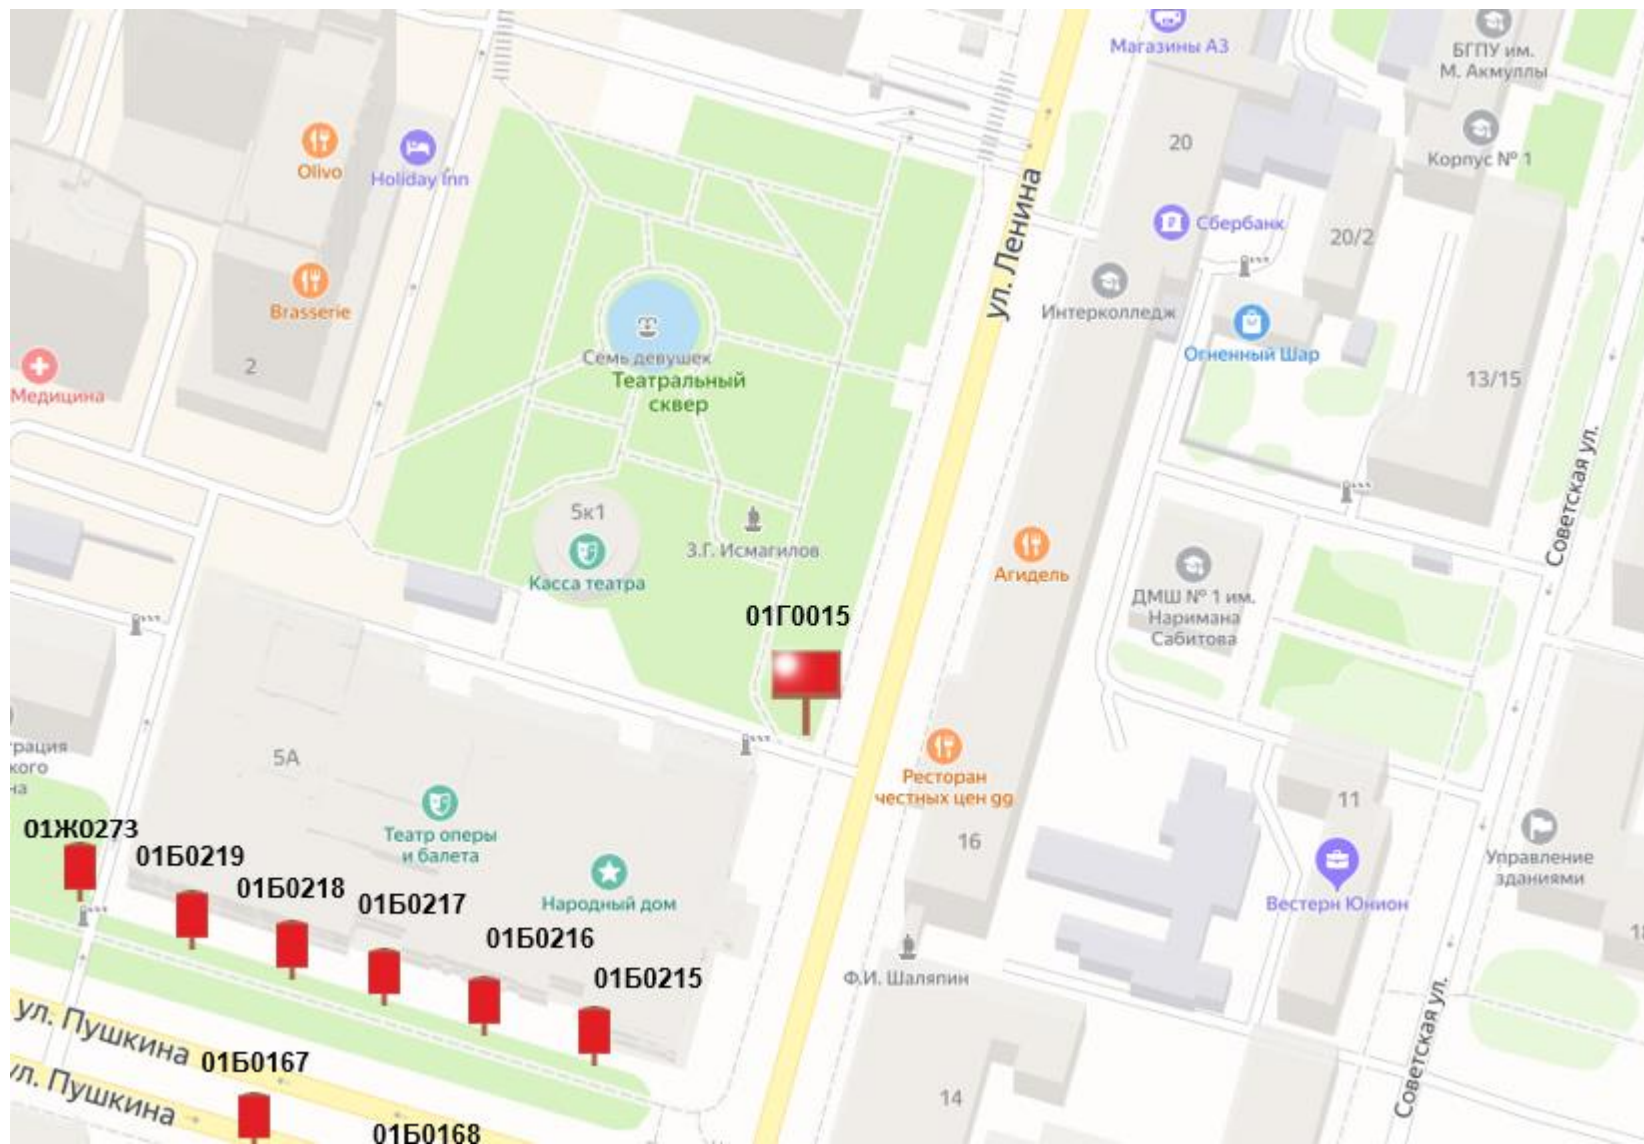 Магазины А3
БГПУ им.
М. Акмуллы
20
Корпус № 1
Olivo
Holiday Inn
ул. Ленина
Сбербанк
20/2
Brasserie
Интерколледж
Семь девушек
Огненный Шар
2
Театральный
сквер
13/15
Медицина
Советская ул.
5к1
З.Г. Исмагилов
Касса театра
Агидель
ДМШ № 1 им.
Наримана
Сабитова
01Г0015
рация
кого
на
5А
Ресторан
честных цен gg
11
01Ж0273
Театр оперы
и балета
16
01Б0219
01Б0218
01Б0217
Народный дом
Вестерн Юнион
Управление
зданиями
01Б0216
01Б0215
Ф.И. Шаляпин
18
Советская ул.
ул. Пушкина
01Б0167
ул. Пушкина
14
01Б0168